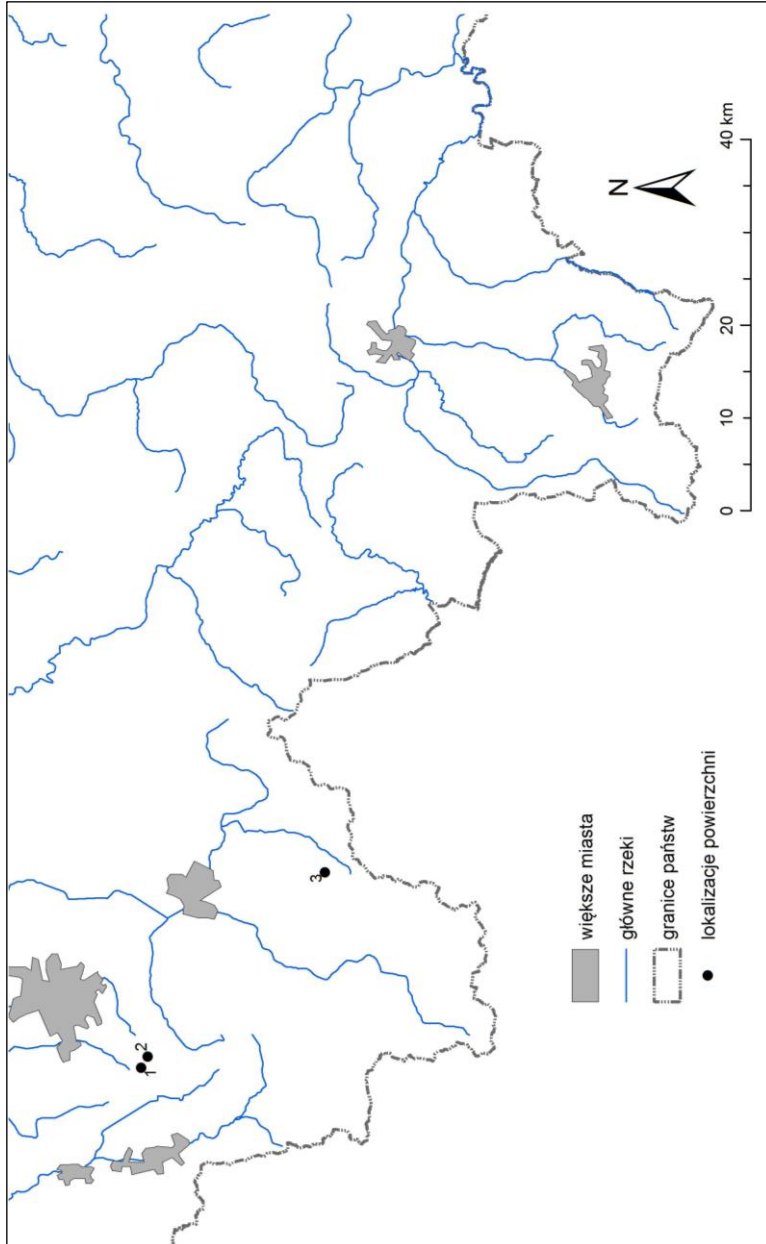 1
2
3
N
0
10
20
40 km
większe miasta
główne rzeki
granice państw
lokalizacje powierzchni